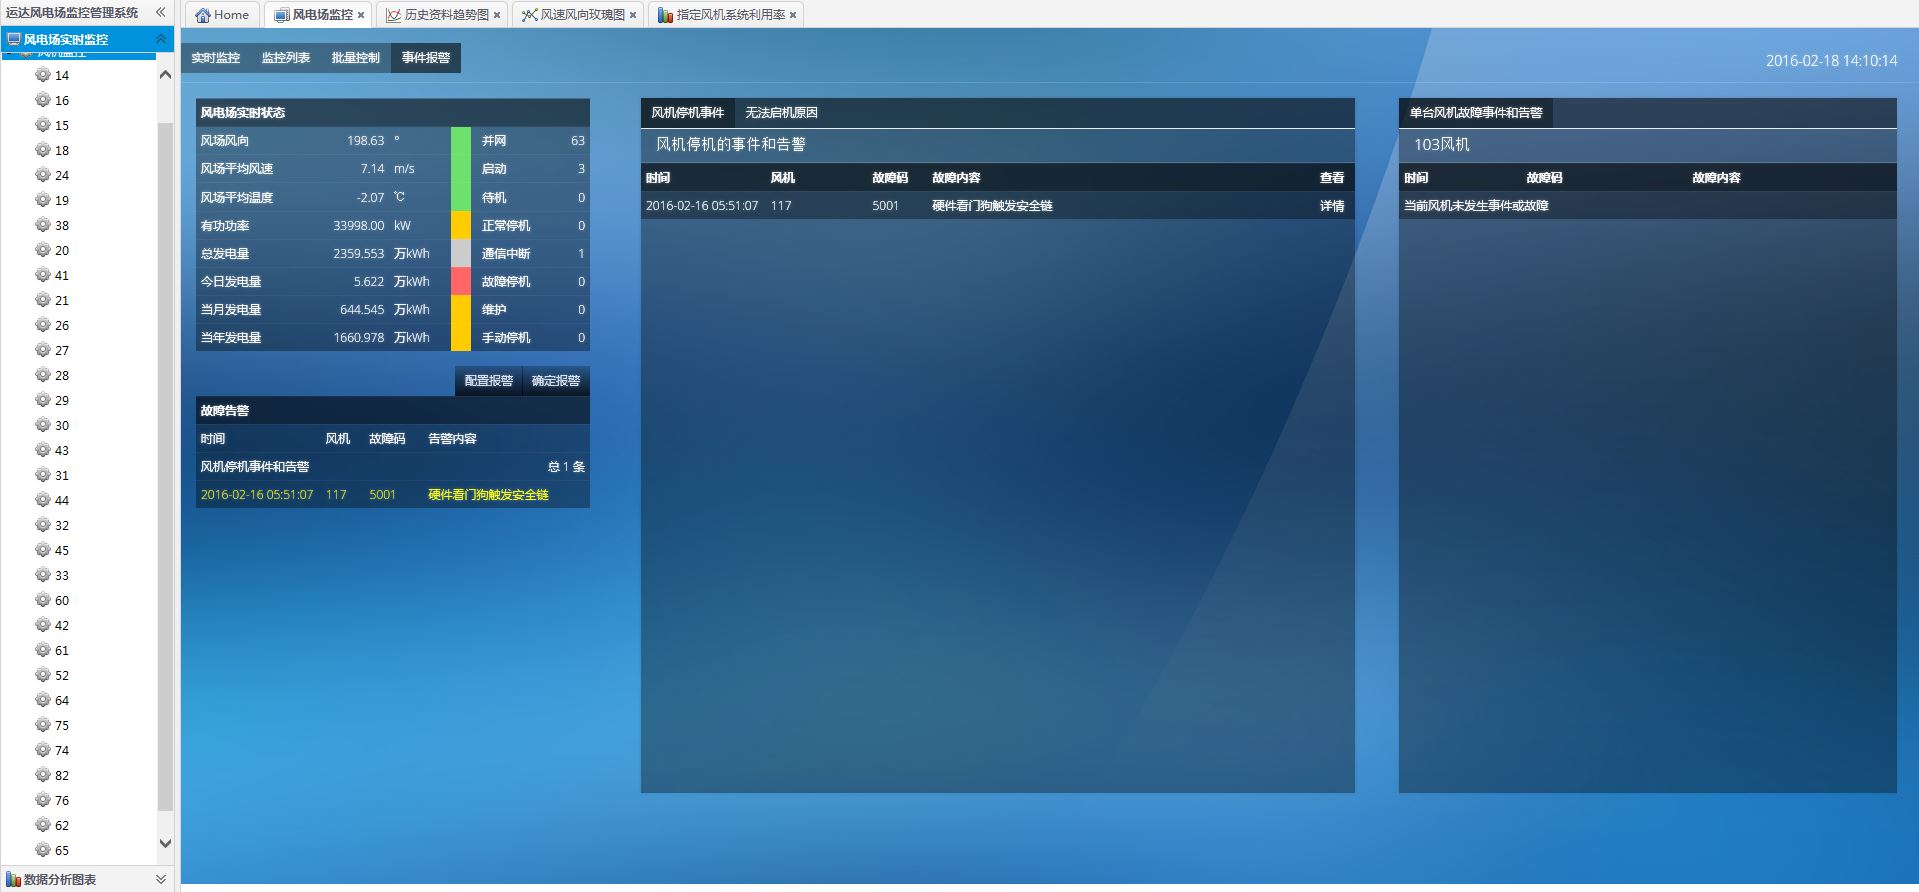 运达风电场监控管理系统
Home
风电场监控
历史资料趋势图
风速风向玫瑰图
指定风机系统利用率
风电场实时监控
风机监控
14
16
15
18
24
19
38
20
41
21
26
27
28
29
30
43
31
44
32
45
33
60
42
61
52
64
75
74
82
76
62
65
数据分析图表
实时监控 监控列表 批量控制 事件报警
2016-02-18 14:10:14
风电场实时状态
风场风向 198.63 ° 并网 63
风场平均风速 7.14 m/s 启动 3
风场平均温度 -2.07 ℃ 待机 0
有功功率 33998.00 kW 正常停机 0
总发电量 2359.553 万kWh 通信中断 1
今日发电量 5.622 万kWh 故障停机 0
当月发电量 644.545 万kWh 维护 0
当年发电量 1660.978 万kWh 手动停机 0
配置报警 确定报警
故障告警
时间 风机 故障码 告警内容
风机停机事件和告警 总 1 条
2016-02-16 05:51:07 117 5001 硬件看门狗触发安全链
风机停机事件 无法启机原因
风机停机的事件和告警
时间 风机 故障码 故障内容 查看
2016-02-16 05:51:07 117 5001 硬件看门狗触发安全链 详情
单台风机故障事件和告警
103风机
时间 故障码 故障内容
当前风机未发生事件或故障